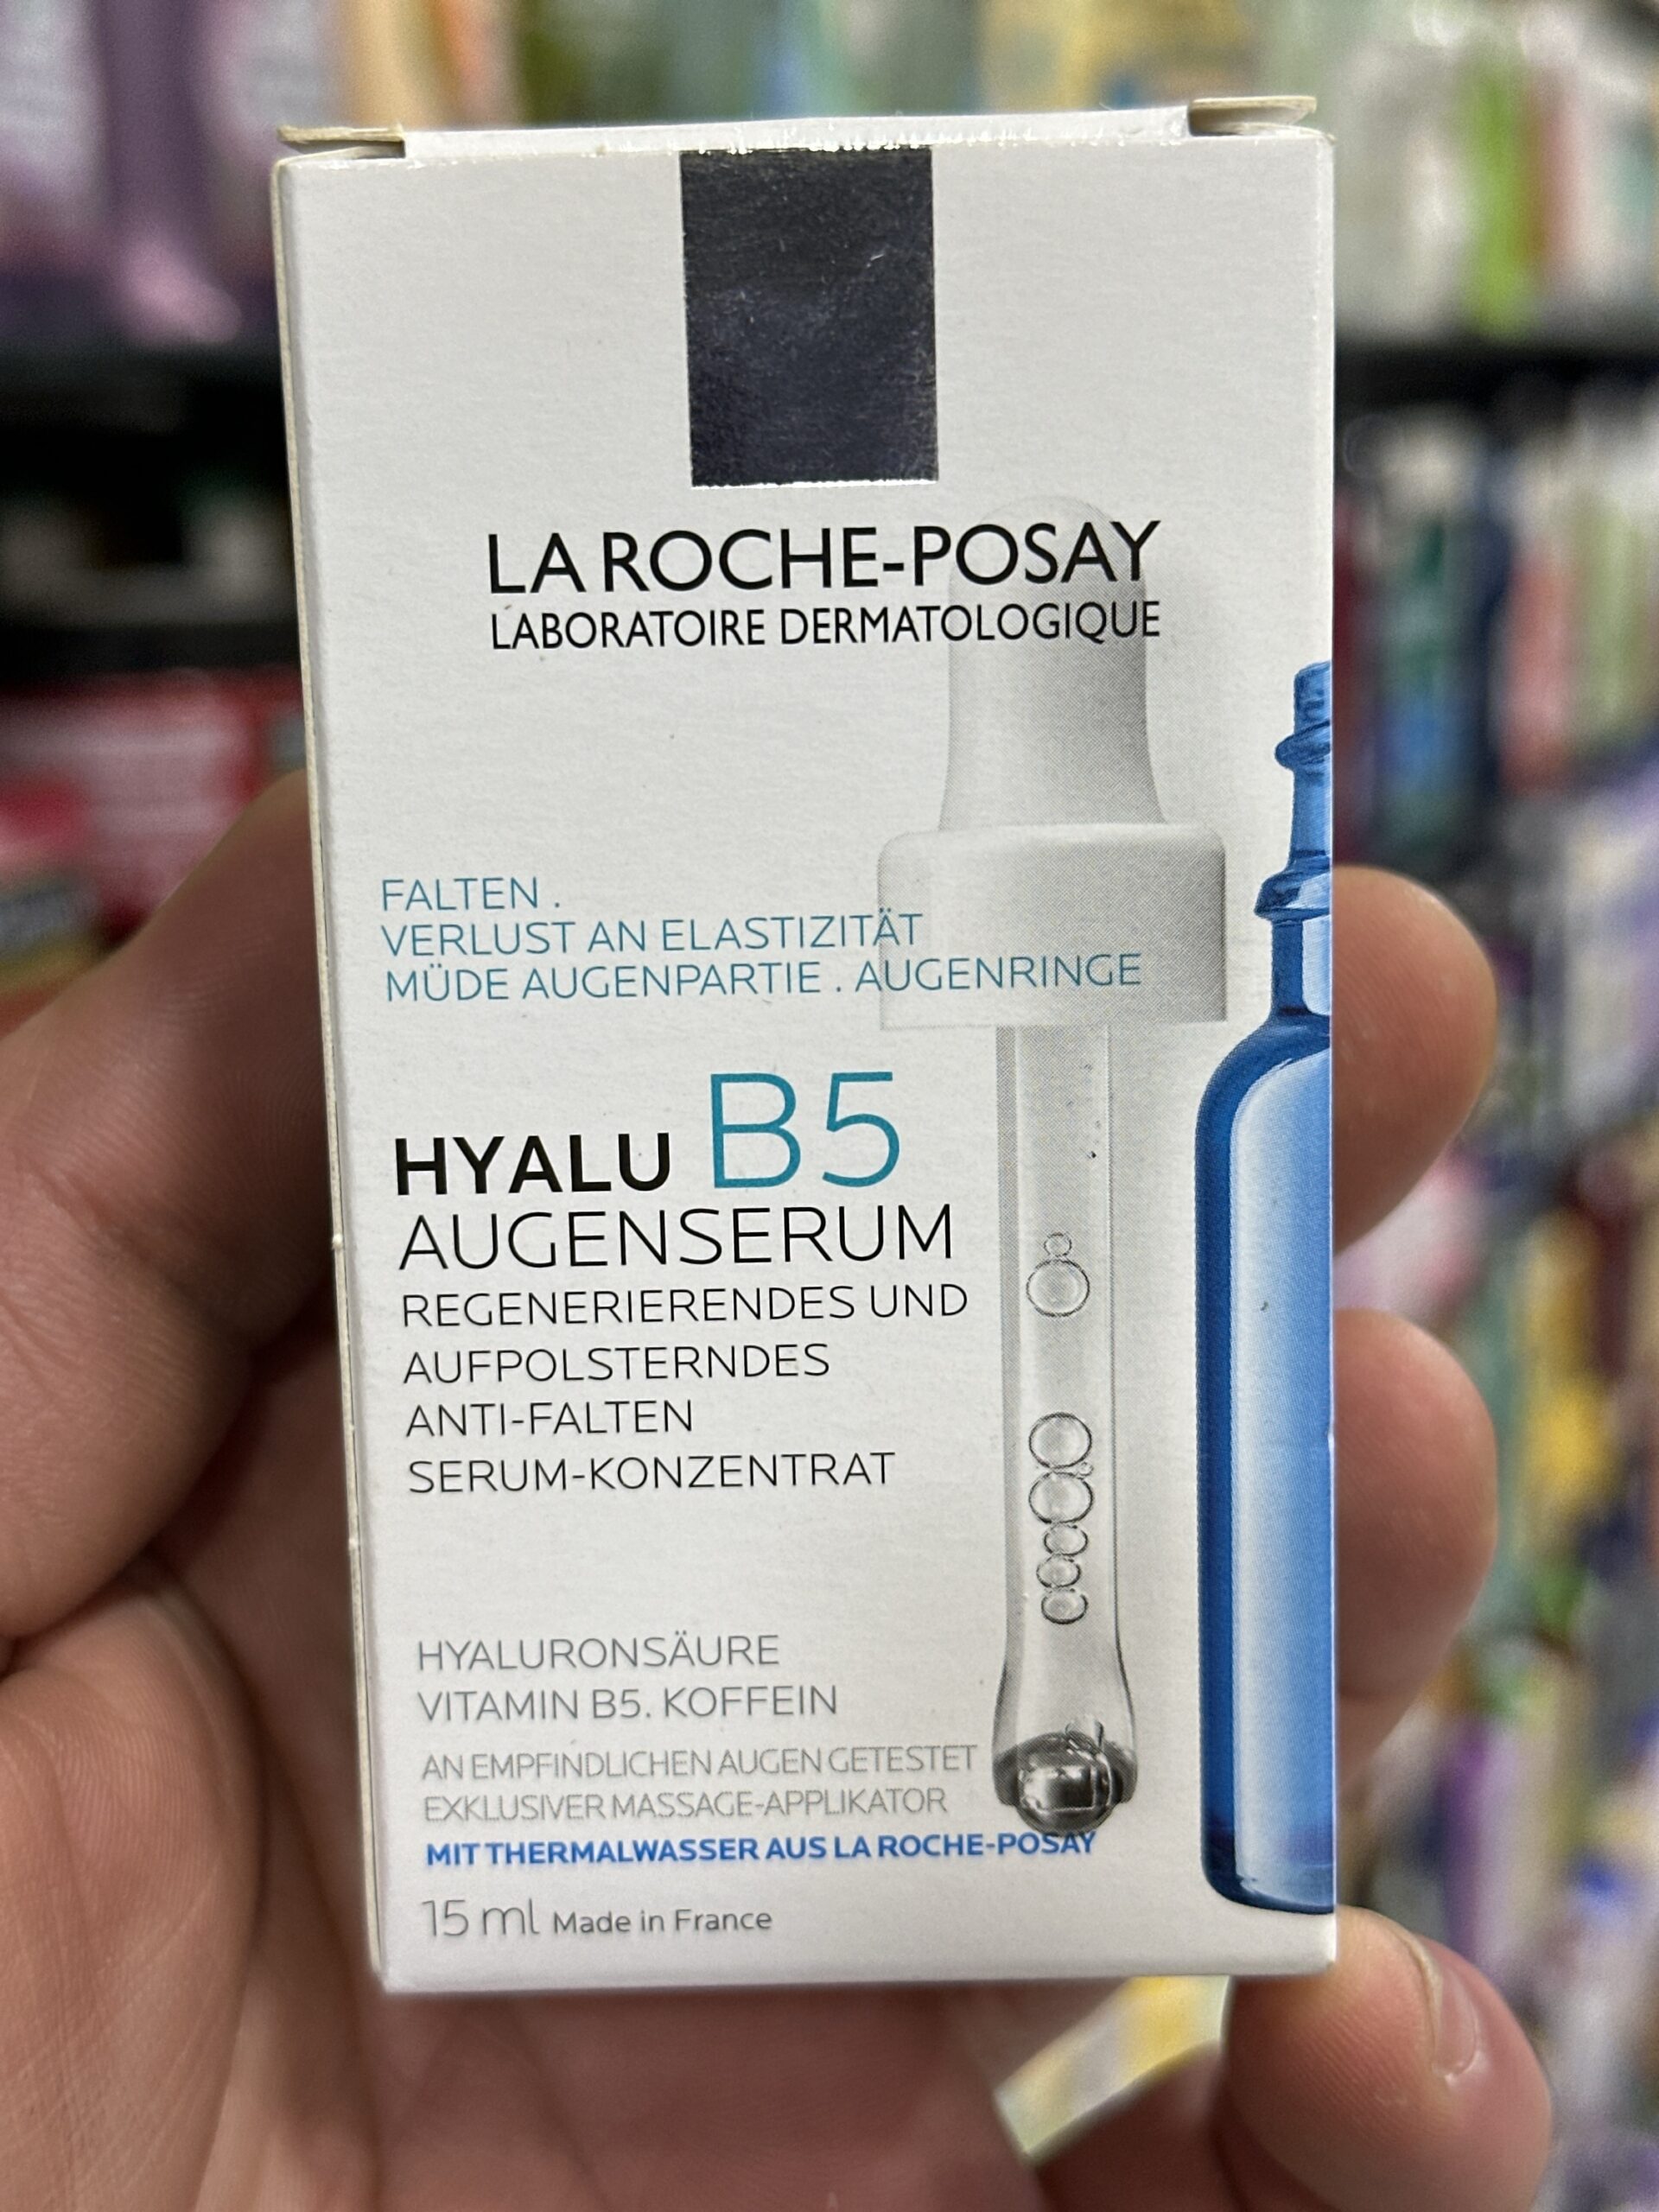 LA ROCHE-POSAY
LABORATOIRE DERMATOLOGIQUE
FALTEN .
VERLUST AN ELASTIZITÄT
MÜDE AUGENPARTIE . AUGENRINGE
HYALU B5
AUGENSERUM
REGENERIERENDES UND
AUFPOLSTERNDES
ANTI-FALTEN
SERUM-KONZENTRAT
HYALURONSÄURE
VITAMIN B5. KOFFEIN
AN EMPFINDLICHEN AUGEN GETESTET
EXKLUSIVER MASSAGE-APPLIKATOR
MIT THERMALWASSER AUS LA ROCHE-POSAY
15 ml Made in France